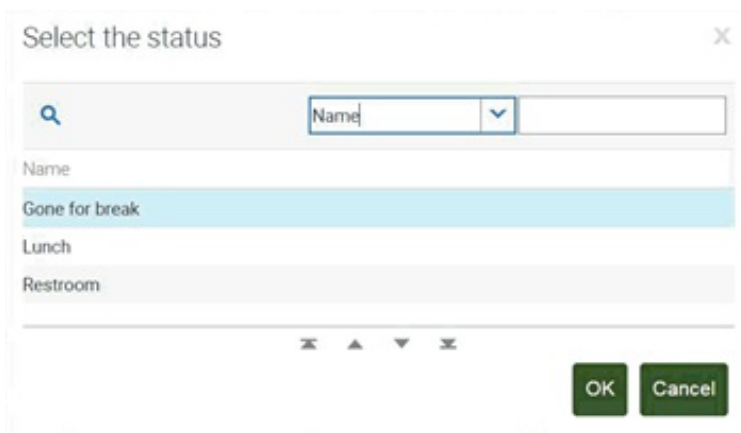 Select the status
Name
Name
Gone for break
Lunch
Restroom
OK Cancel